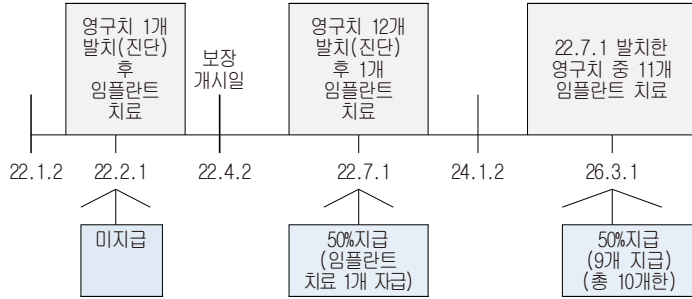 영구치 1개
발치(진단)
후
임플란트
치료
보장
개시일
영구치 12개
발치(진단)
후 1개
임플란트
치료
22.7.1 발치한
영구치 중 11개
임플란트 치료
22.1.2
22.2.1
22.4.2
22.7.1
24.1.2
26.3.1
미지급
50%지급
(임플란트
치료 1개 자급)
50%지급
(9개 지급)
(총 10개한)